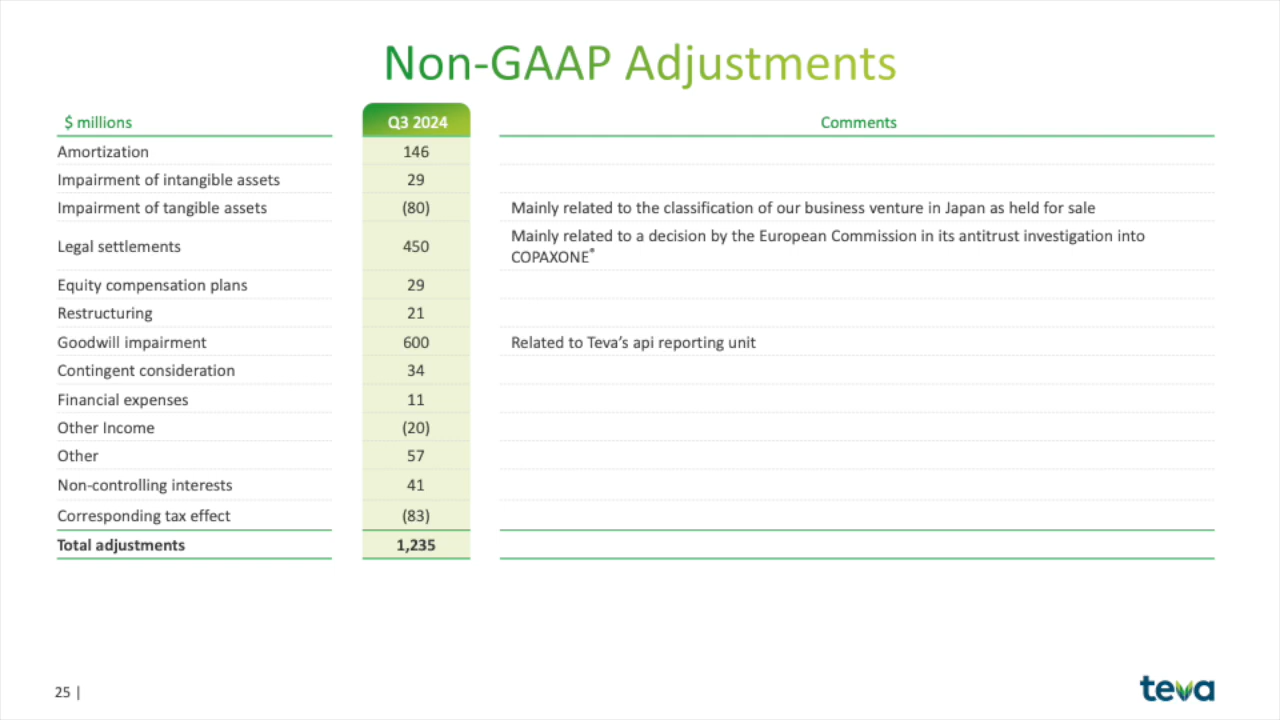 Non-GAAP Adjustments
$ millions Q3 2024 Comments
Amortization 146
Impairment of intangible assets 29
Impairment of tangible assets (80) Mainly related to the classification of our business venture in Japan as held for sale
Legal settlements 450 Mainly related to a decision by the European Commission in its antitrust investigation into
COPAXONE®
Equity compensation plans 29
Restructuring 21
Goodwill impairment 600 Related to Teva's api reporting unit
Contingent consideration 34
Financial expenses 11
Other Income (20)
Other 57
Non-controlling interests 41
Corresponding tax effect (83)
Total adjustments 1,235
25 |
teva